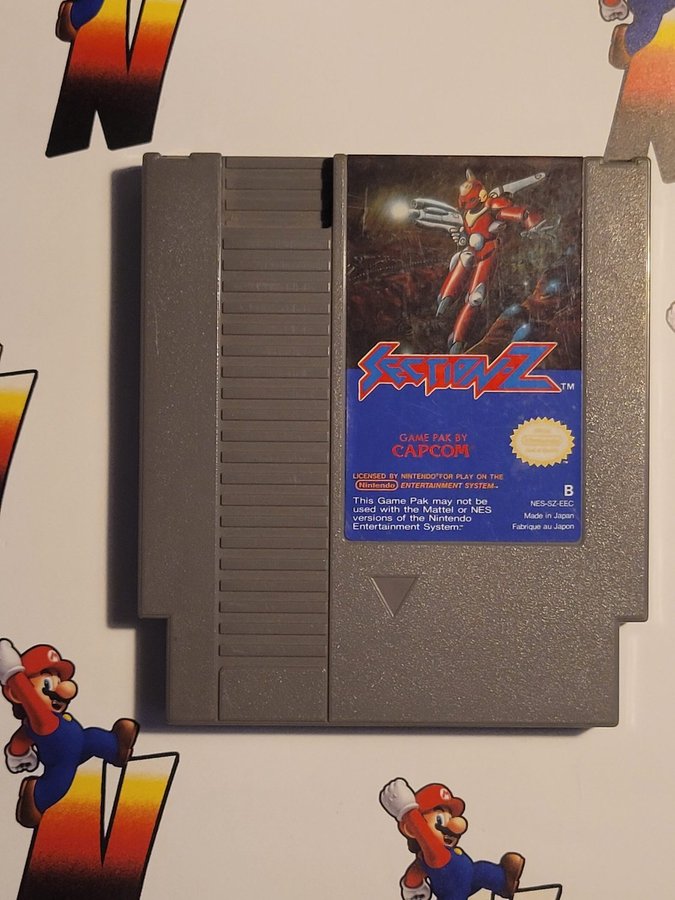 SECTION-Z™
GAME PAK BY
CAPCOM
LICENSED BY NINTENDO® FOR PLAY ON THE
Nintendo ENTERTAINMENT SYSTEM™
This Game Pak may not be
used with the Mattel or NES
versions of the Nintendo
Entertainment System.™
B
NES-SZ-EEC
Made in Japan
Fabrique au Japon
N
N
N
M
N
M